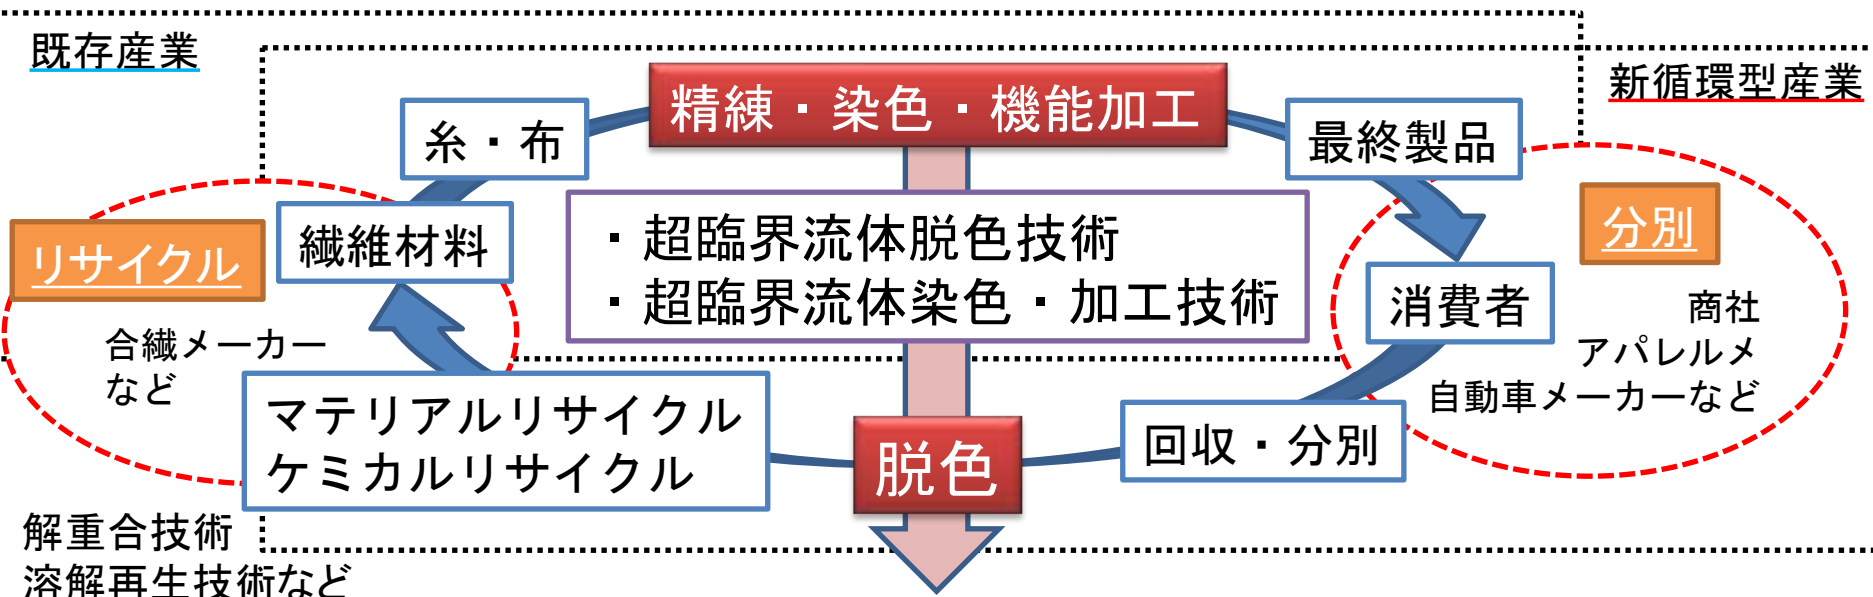 既存産業
新循環型産業
精練・染色・機能加工
糸・布
最終製品
リサイクル
繊維材料
・超臨界流体脱色技術
・超臨界流体染色・加工技術
分別
消費者
商社
アパレルメ
自動車メーカーなど
合繊メーカー
など
マテリアルリサイクル
ケミカルリサイクル
脱色
回収・分別
解重合技術
溶解再生技術など